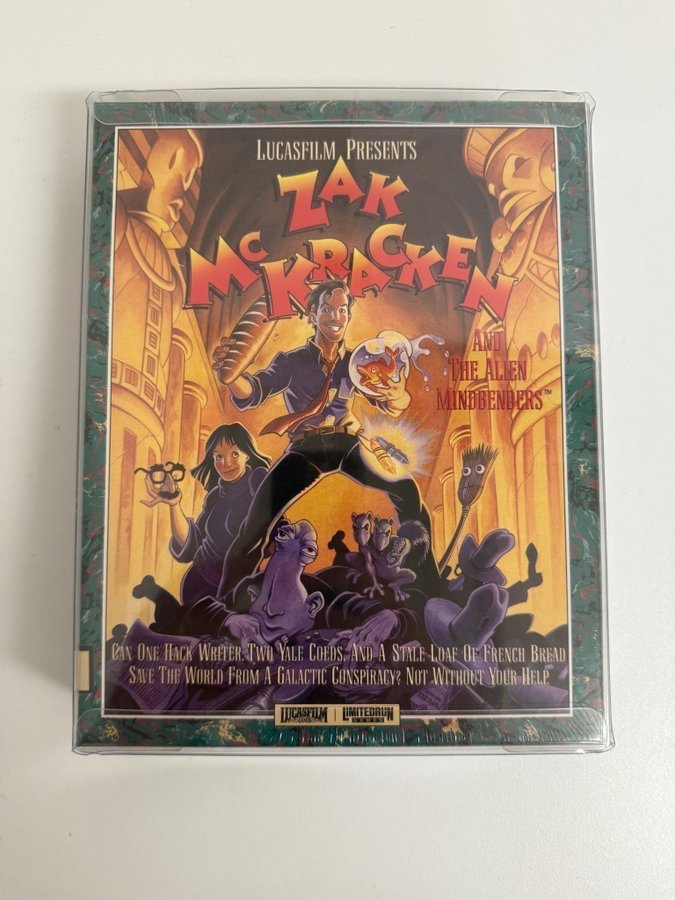 Lucasfilm Presents
Zak
McKracken
And
The Alien
Mindbenders™
Can One Hack Writer, Two Yale Coeds, And A Stale Loaf Of French Bread
Save The World From A Galactic Conspiracy? Not Without Your Help.
LUCASFILM GAMES | LIMITED RUN GAMES